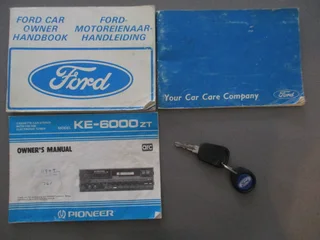 FORD CAR
OWNER
HANDBOOK
FORD-
MOTOREIENAAR-
HANDLEIDING
Ford
Ford
Your Car Care Company
KE-6000ZT
OWNER'S MANUAL
PIONEER